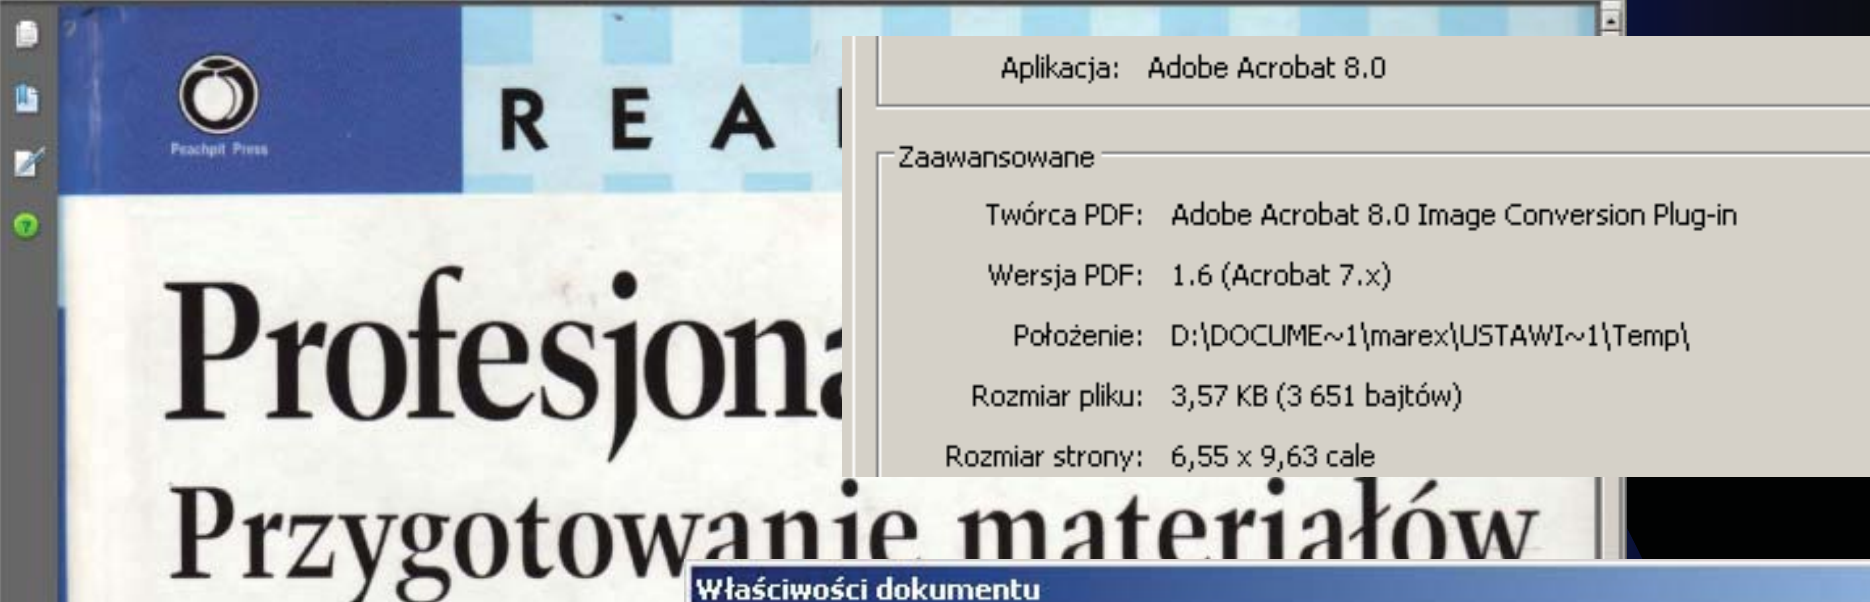 Peachpit Press
R E A
Aplikacja: Adobe Acrobat 8.0
Zaawansowane
Twórca PDF: Adobe Acrobat 8.0 Image Conversion Plug-in
Wersja PDF: 1.6 (Acrobat 7.x)
Położenie: D:\DOCUME~1\marex\USTAWI~1\Temp\
Rozmiar pliku: 3,57 KB (3 651 bajtów)
Rozmiar strony: 6,55 x 9,63 cale
Profesjona
Przygotowanie materiałów
Właściwości dokumentu